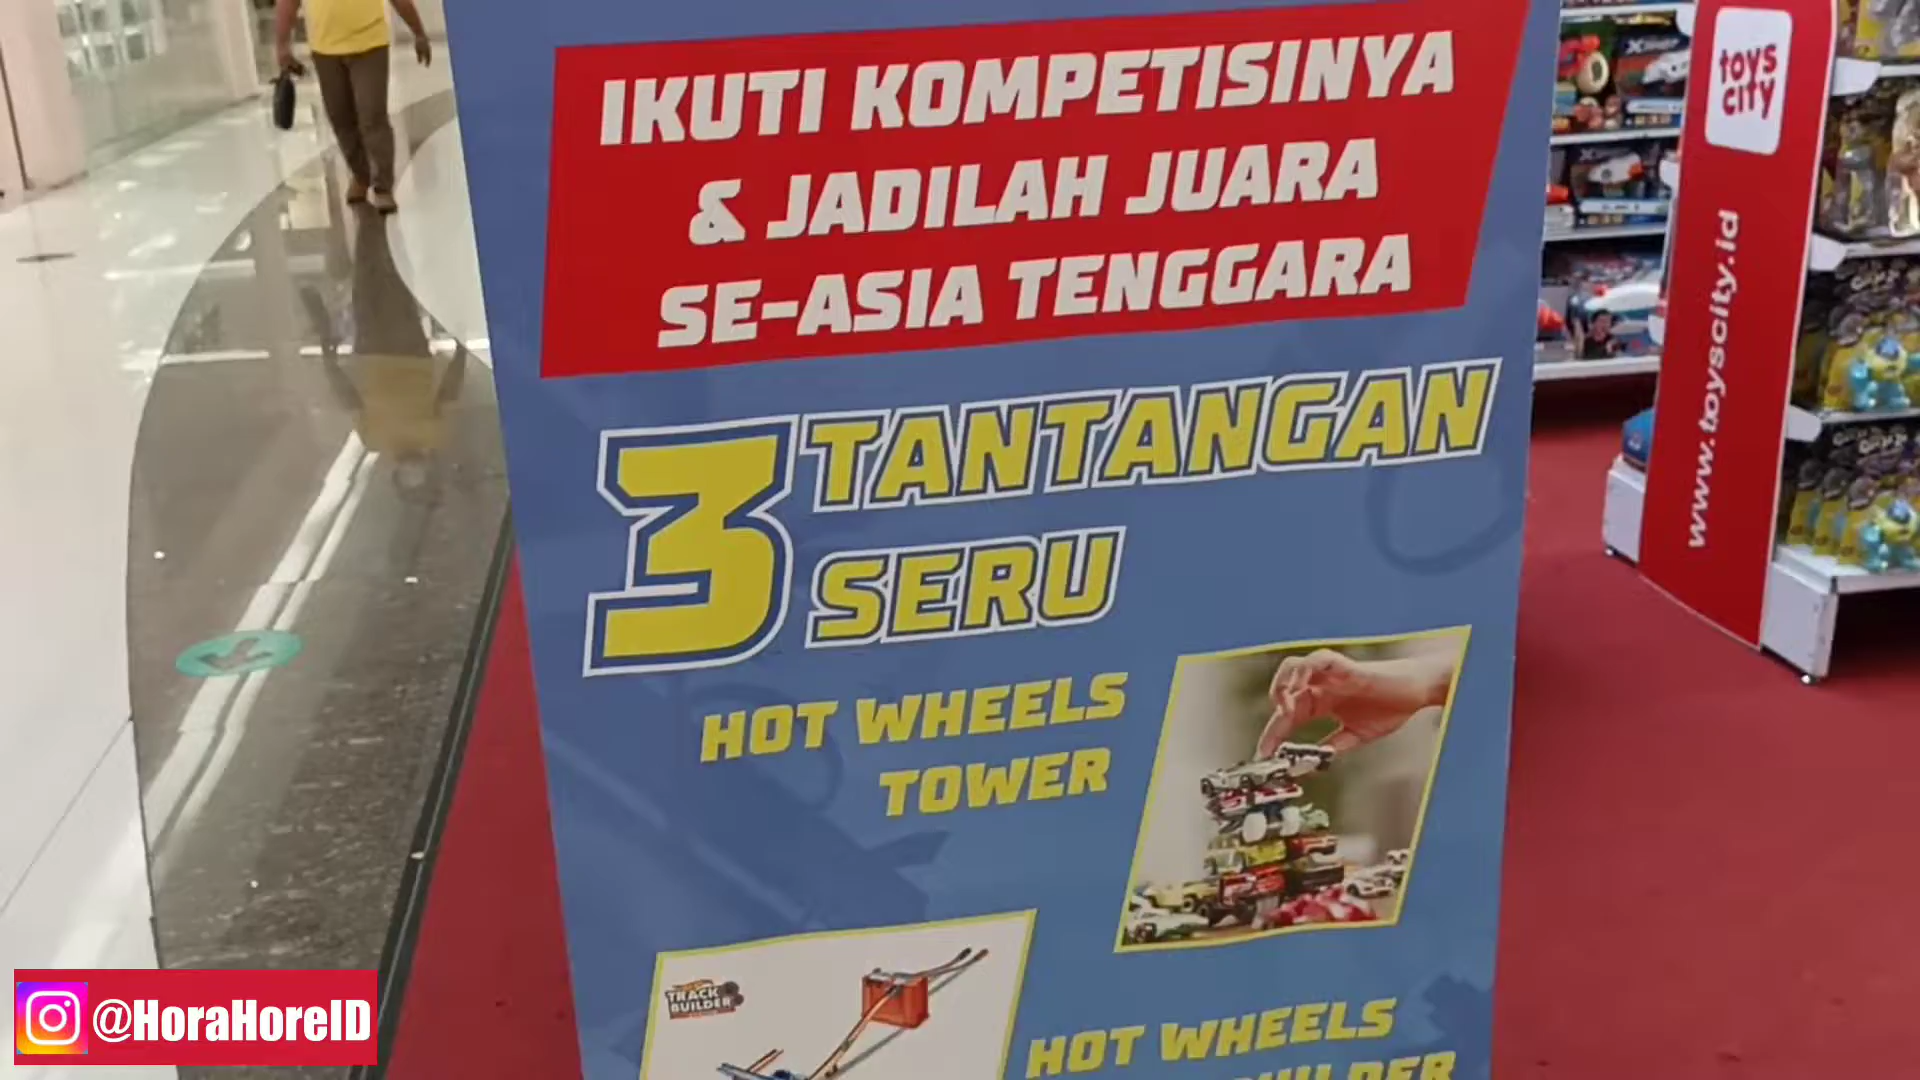 IKUTI KOMPETISINYA
& JADILAH JUARA
SE-ASIA TENGGARA
3 TANTANGAN
SERU
HOT WHEELS
TOWER
TRACK
BUILDER
HOT WHEELS
BUILDER
toys
city
www.toyscity.id
@HoraHoreID